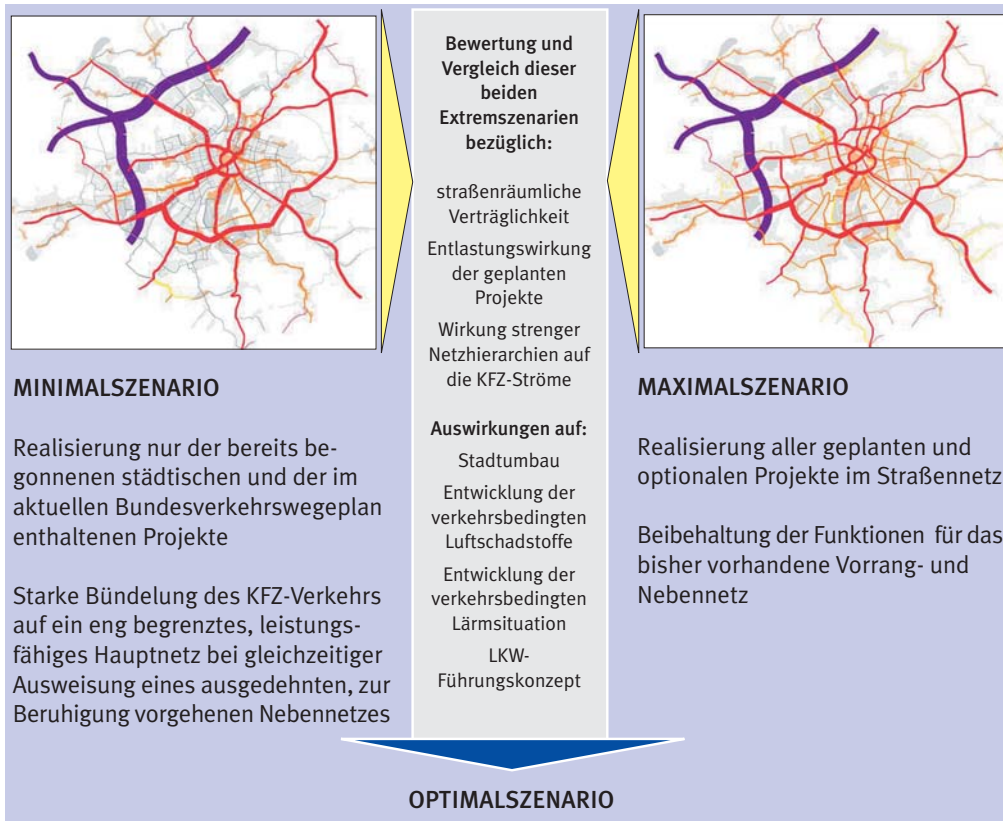 MINIMALSZENARIO
Realisierung nur der bereits be-
gonnenen städtischen und der im
aktuellen Bundesverkehrswegeplan
enthaltenen Projekte
Starke Bündelung des KFZ-Verkehrs
auf ein eng begrenztes, leistungs-
fähiges Hauptnetz bei gleichzeitiger
Ausweisung eines ausgedehnten, zur
Beruhigung vorgehenen Nebennetzes
Bewertung und
Vergleich dieser
beiden
Extremszenarien
bezüglich:
straßenräumliche
Verträglichkeit
Entlastungswirkung
der geplanten
Projekte
Wirkung strenger
Netzhierarchien auf
die KFZ-Ströme
Auswirkungen auf:
Stadtumbau
Entwicklung der
verkehrsbedingten
Luftschadstoffe
Entwicklung der
verkehrsbedingten
Lärmsituation
LKW-
Führungskonzept
MAXIMALSZENARIO
Realisierung aller geplanten und
optionalen Projekte im Straßennetz
Beibehaltung der Funktionen für das
bisher vorhandene Vorrang- und
Nebennetz
OPTIMALSZENARIO